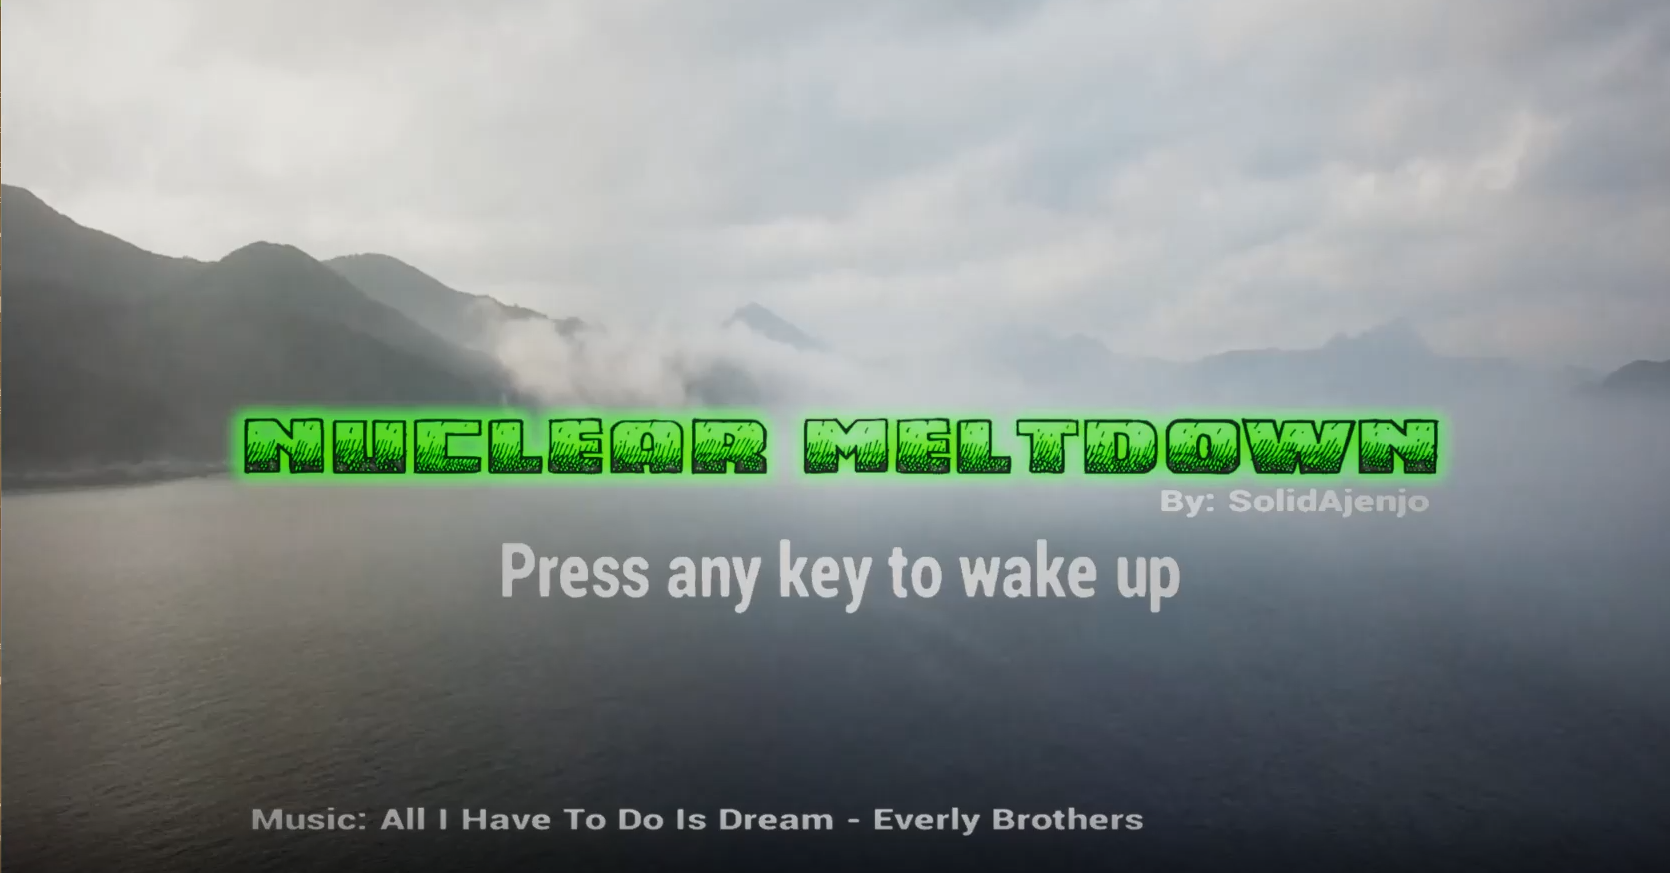 NUCLEAR MELTDOWN
By: SolidAjenjo
Press any key to wake up
Music: All I Have To Do Is Dream - Everly Brothers